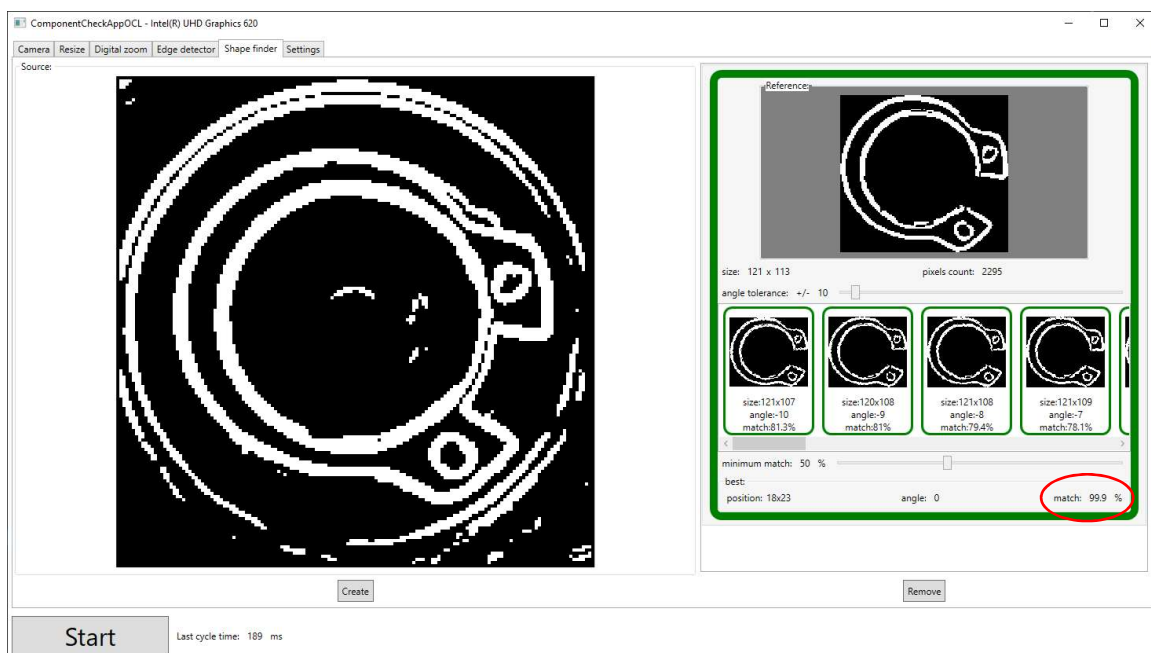 ComponentCheckAppOCL - Intel(R) UHD Graphics 620
Camera Resize Digital zoom Edge detector Shape finder Settings
Source:
Reference:
size: 121 x 113 pixels count: 2295
angle tolerance: +/- 10
size:121x107 size:120x108 size:121x108 size:121x109
angle:-10 angle:-9 angle:-8 angle:-7
match:81.3% match:81% match:79.4% match:78.1%
minimum match: 50 %
best:
position: 18x23 angle: 0 match: 99.9 %
Create Remove
Start Last cycle time: 189 ms